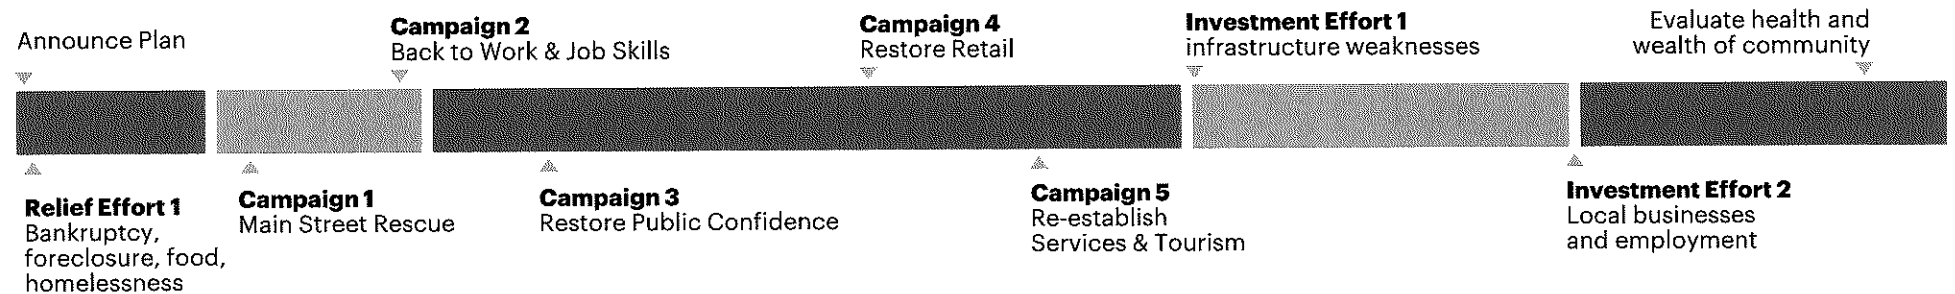 Announce Plan
Campaign 2
Back to Work & Job Skills
Campaign 4
Restore Retail
Investment Effort 1
infrastructure weaknesses
Evaluate health and
wealth of community
Relief Effort 1
Bankruptcy,
foreclosure, food,
homelessness
Campaign 1
Main Street Rescue
Campaign 3
Restore Public Confidence
Campaign 5
Re-establish
Services & Tourism
Investment Effort 2
Local businesses
and employment